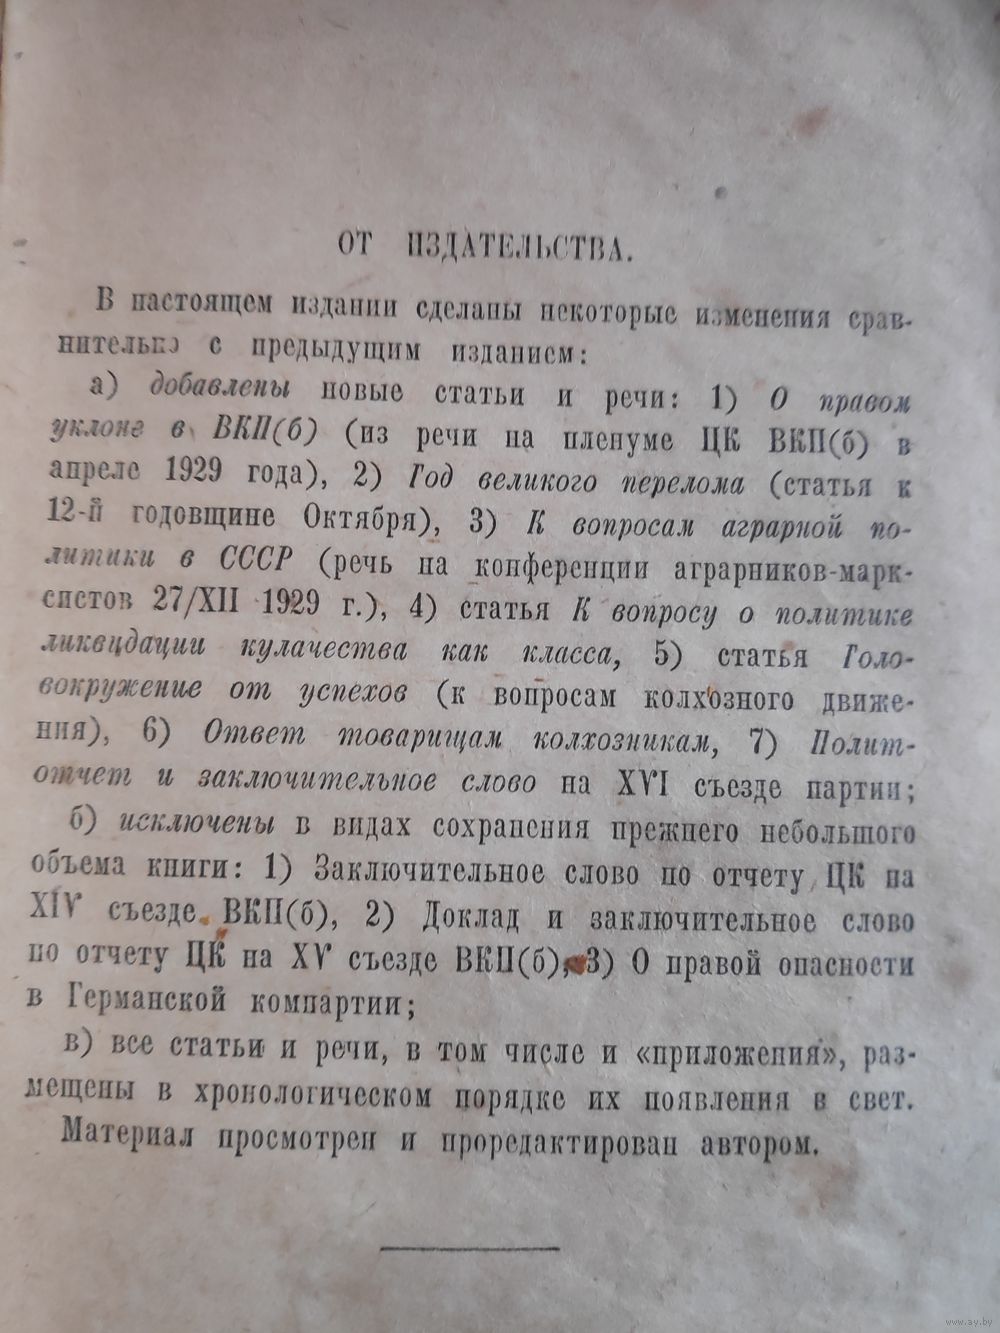 ОТ ИЗДАТЕЛЬСТВА.
В настоящем издании сделаны некоторые изменения срав-
нительно с предыдущим изданием:
а) добавлены новые статьи и речи: 1) О правом
уклоне в ВКП(б) (из речи на пленуме ЦК ВКП(б) в
апреле 1929 года), 2) Год великого перелома (статья к
12-й годовщине Октября), 3) К вопросам аграрной по-
литики в СССР (речь на конференции аграрников-марк-
систов 27/XII 1929 г.), 4) статья К вопросу о политике
ликвидации кулачества как класса, 5) статья Голо-
вокружение от успехов (к вопросам колхозного движе-
ния), 6) Ответ товарищам колхозникам, 7) Полит-
отчет и заключительное слово на XVI съезде партии;
б) исключены в видах сохранения прежнего небольшого
объема книги: 1) Заключительное слово по отчету ЦК на
XIV съезде ВКП(б), 2) Доклад и заключительное слово
по отчету ЦК на XV съезде ВКП(б), 3) О правой опасности
в Германской компартии;
в) все статьи и речи, в том числе и «приложения», раз-
мещены в хронологическом порядке их появления в свет.
Материал просмотрен и проредактирован автором.
www.ay.by